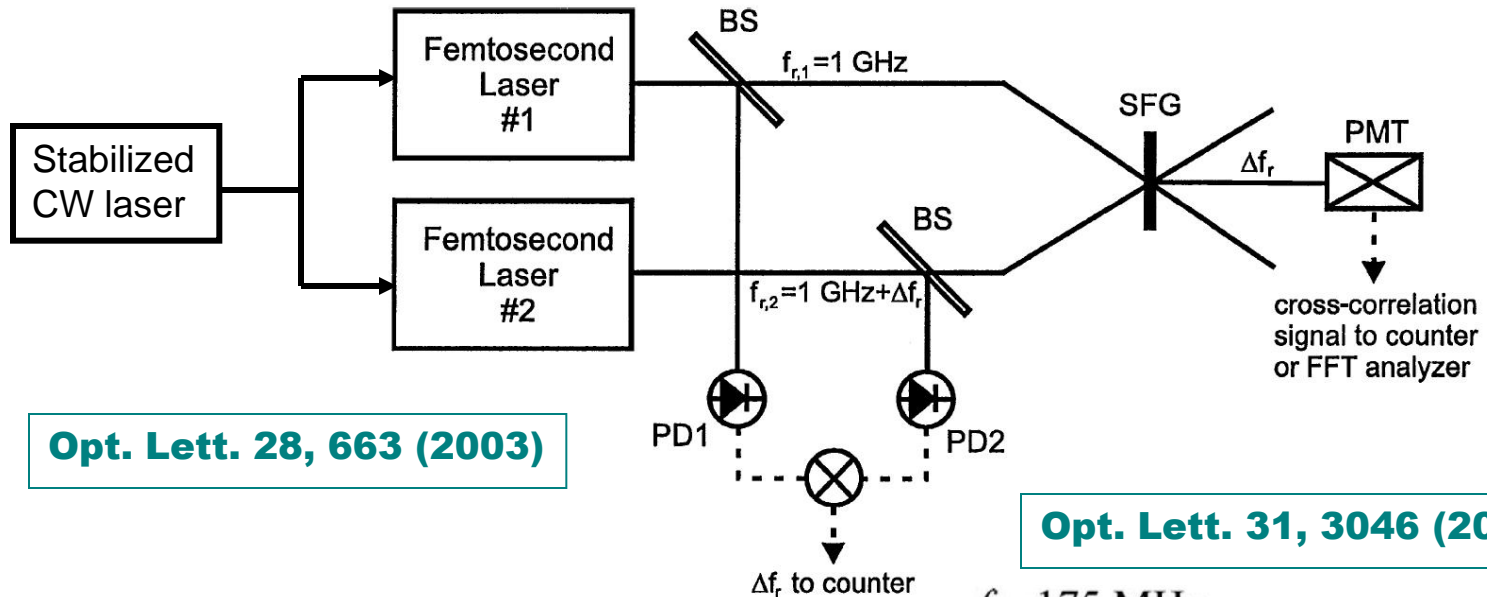 Stabilized
CW laser
Femtosecond
Laser
#1
Femtosecond
Laser
#2
BS
f_r,1=1 GHz
BS
f_r,2=1 GHz+Δf_r
SFG
Δf_r
PMT
cross-correlation
signal to counter
or FFT analyzer
PD1
PD2
Δf_r to counter
Opt. Lett. 28, 663 (2003)
Opt. Lett. 31, 3046 (20
175 MHz